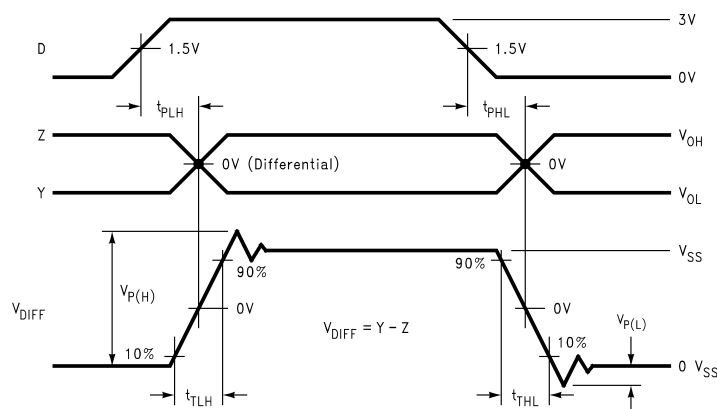 3V
D
1.5V
1.5V
0V
tPLH
tPHL
Z
VOH
0V (Differential)
0V
Y
VOL
VSS
90%
90%
VP(H)
VDIFF
0V
0V
VDIFF = Y – Z
VP(L)
10%
10%
0 VSS
tTLH
tTHL